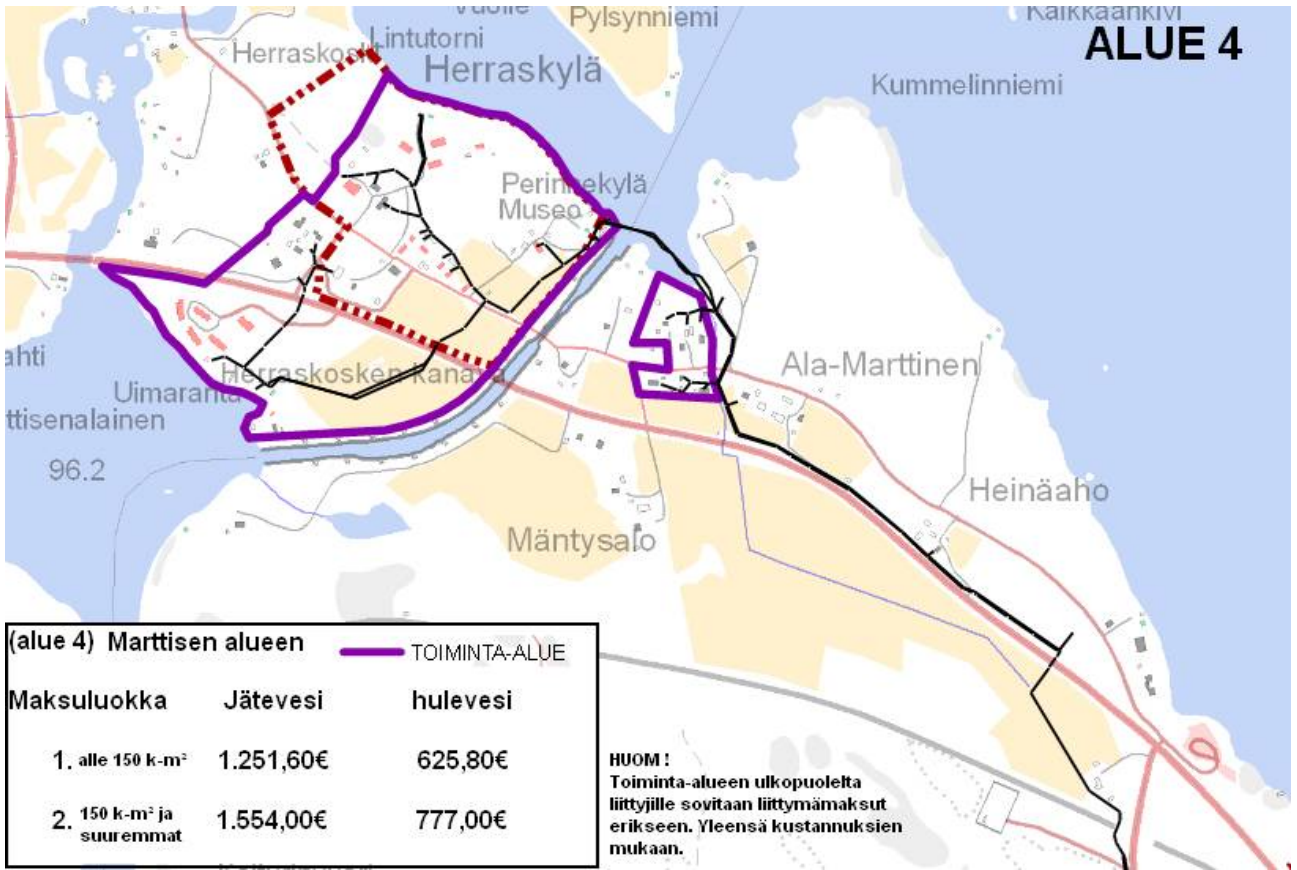 Pylsynniemi
ALUE 4
Lintutorni
Herraskylä
Kummelinniemi
Perinnekylä
Museo
Ala-Marttinen
Uimaranta
Herraskosken kanava
96.2
Heinäaho
Mäntysalo
(alue 4) Marttisen alueen TOIMINTA-ALUE
Maksuluokka Jätevesi hulevesi
1. alle 150 k-m² 1.251,60€ 625,80€
2. 150 k-m² ja suuremmat 1.554,00€ 777,00€
HUOM !
Toiminta-alueen ulkopuolelta
liittyjille sovitaan liittymämaksut
erikseen. Yleensä kustannuksien
mukaan.